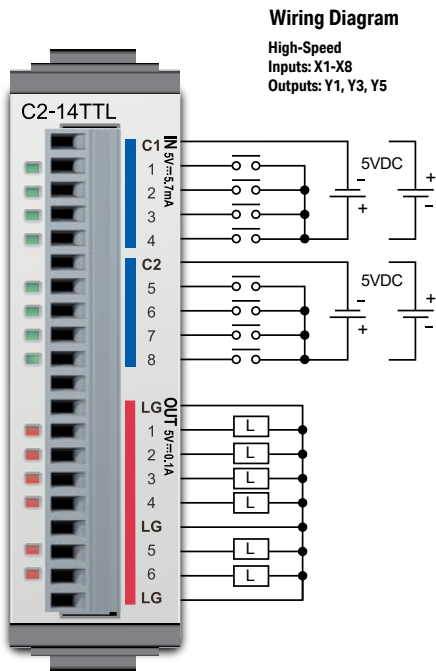 Wiring Diagram
High-Speed
Inputs: X1-X8
Outputs: Y1, Y3, Y5
C2-14TTL
C1
IN 5V⎓5.7mA
1
2
3
4
5VDC
- +
+ -
C2
5
6
7
8
5VDC
- +
+ -
LG
OUT 5V⎓0.1A
1 L
2 L
3 L
4 L
LG
5 L
6 L
LG